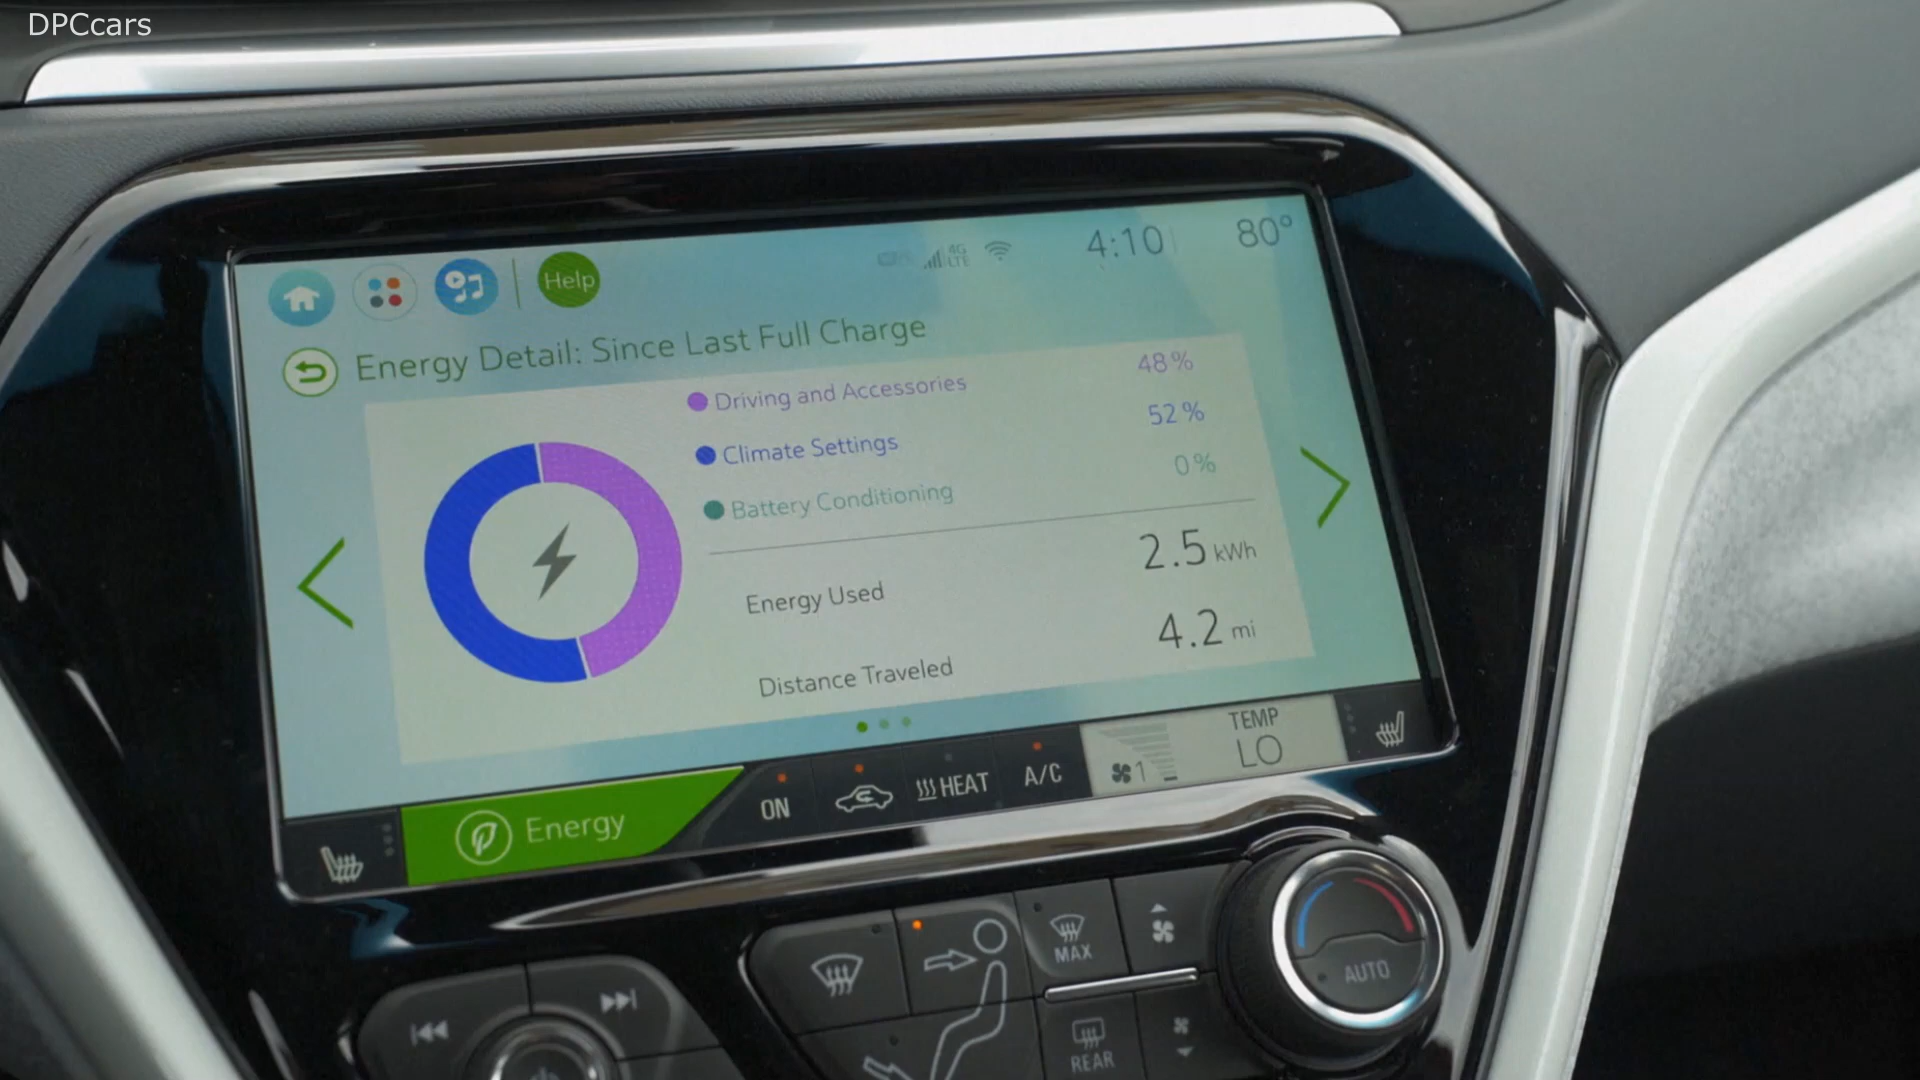 DPCcars
4:10
80°
4G
LTE
Help
Energy Detail: Since Last Full Charge
Driving and Accessories 48%
Climate Settings 52%
Battery Conditioning 0%
Energy Used 2.5 kWh
Distance Traveled 4.2 mi
Energy
ON
HEAT
A/C
1
TEMP
LO
MAX
AUTO
REAR